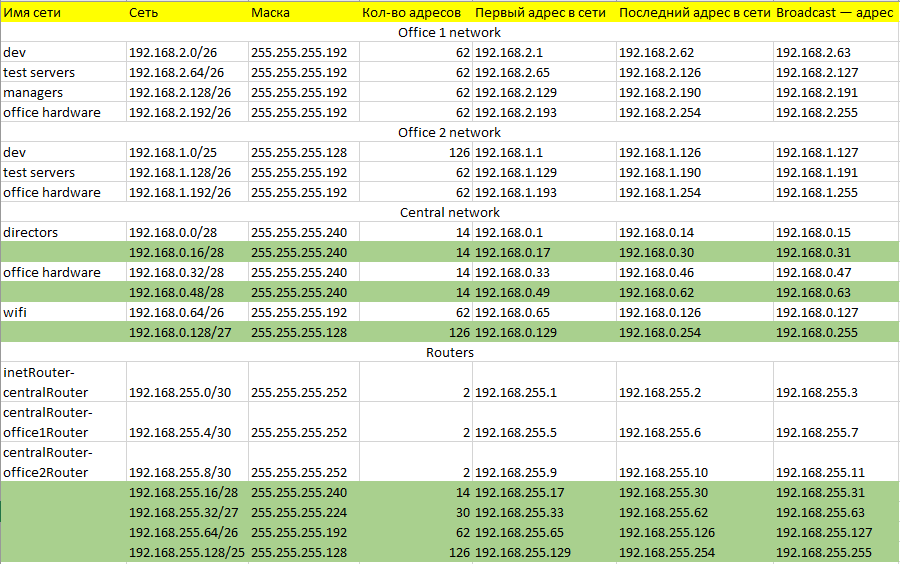 Имя сети Сеть Маска Кол-во адресов Первый адрес в сети Последний адрес в сети Broadcast — адрес
Office 1 network
dev 192.168.2.0/26 255.255.255.192 62 192.168.2.1 192.168.2.62 192.168.2.63
test servers 192.168.2.64/26 255.255.255.192 62 192.168.2.65 192.168.2.126 192.168.2.127
managers 192.168.2.128/26 255.255.255.192 62 192.168.2.129 192.168.2.190 192.168.2.191
office hardware 192.168.2.192/26 255.255.255.192 62 192.168.2.193 192.168.2.254 192.168.2.255
Office 2 network
dev 192.168.1.0/25 255.255.255.128 126 192.168.1.1 192.168.1.126 192.168.1.127
test servers 192.168.1.128/26 255.255.255.192 62 192.168.1.129 192.168.1.190 192.168.1.191
office hardware 192.168.1.192/26 255.255.255.192 62 192.168.1.193 192.168.1.254 192.168.1.255
Central network
directors 192.168.0.0/28 255.255.255.240 14 192.168.0.1 192.168.0.14 192.168.0.15
192.168.0.16/28 255.255.255.240 14 192.168.0.17 192.168.0.30 192.168.0.31
office hardware 192.168.0.32/28 255.255.255.240 14 192.168.0.33 192.168.0.46 192.168.0.47
192.168.0.48/28 255.255.255.240 14 192.168.0.49 192.168.0.62 192.168.0.63
wifi 192.168.0.64/26 255.255.255.192 62 192.168.0.65 192.168.0.126 192.168.0.127
192.168.0.128/27 255.255.255.128 126 192.168.0.129 192.168.0.254 192.168.0.255
Routers
inetRouter-
centralRouter 192.168.255.0/30 255.255.255.252 2 192.168.255.1 192.168.255.2 192.168.255.3
centralRouter-
office1Router 192.168.255.4/30 255.255.255.252 2 192.168.255.5 192.168.255.6 192.168.255.7
centralRouter-
office2Router 192.168.255.8/30 255.255.255.252 2 192.168.255.9 192.168.255.10 192.168.255.11
192.168.255.16/28 255.255.255.240 14 192.168.255.17 192.168.255.30 192.168.255.31
192.168.255.32/27 255.255.255.224 30 192.168.255.33 192.168.255.62 192.168.255.63
192.168.255.64/26 255.255.255.192 62 192.168.255.65 192.168.255.126 192.168.255.127
192.168.255.128/25 255.255.255.128 126 192.168.255.129 192.168.255.254 192.168.255.255